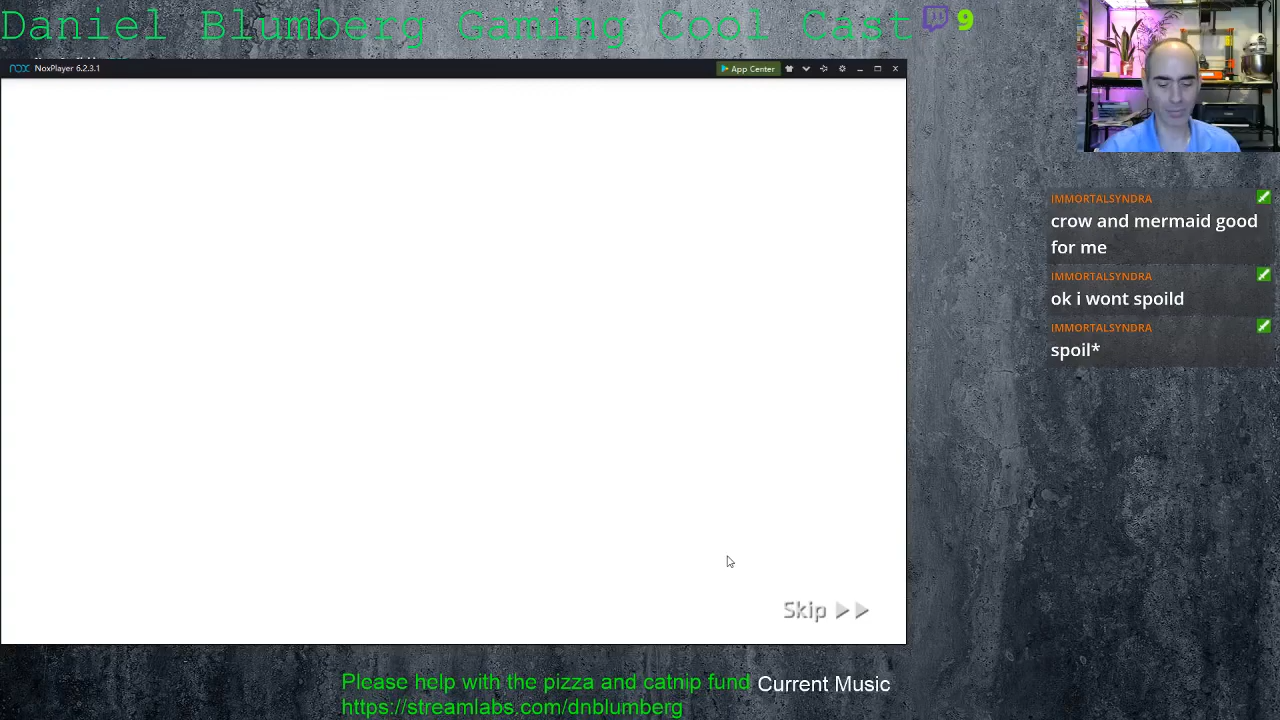 Daniel Blumberg Gaming Cool Cast 9
nox NoxPlayer 6.2.3.1
App Center
IMMORTALSYNDRA
crow and mermaid good
for me
IMMORTALSYNDRA
ok i wont spoild
IMMORTALSYNDRA
spoil*
Skip
Please help with the pizza and catnip fund
https://streamlabs.com/dnblumberg
Current Music